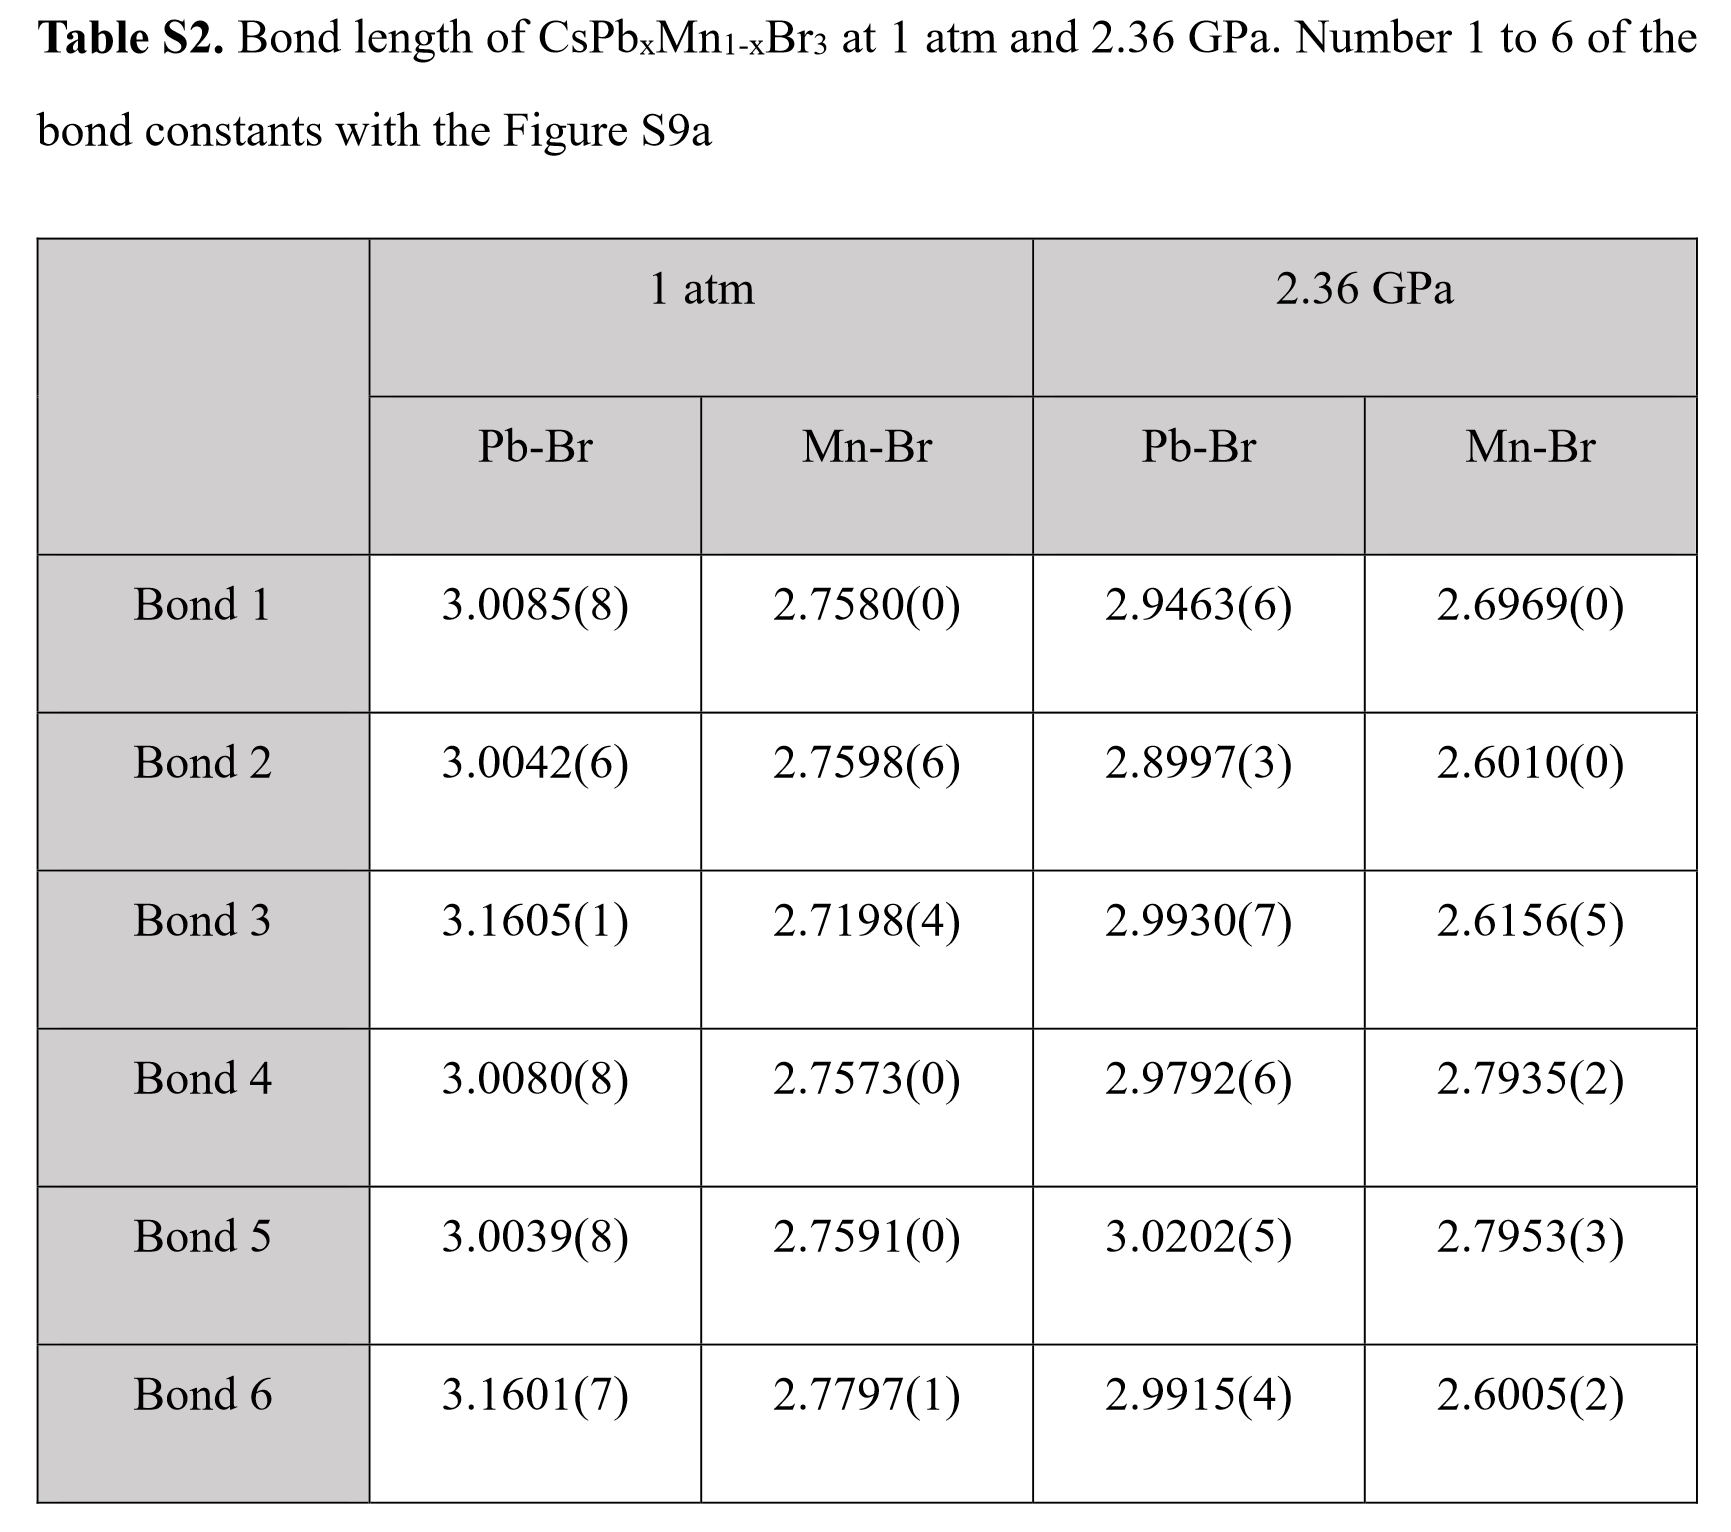 Table S2. Bond length of CsPbxMn1-xBr3 at 1 atm and 2.36 GPa. Number 1 to 6 of the
bond constants with the Figure S9a
1 atm 2.36 GPa
Pb-Br Mn-Br Pb-Br Mn-Br
Bond 1 3.0085(8) 2.7580(0) 2.9463(6) 2.6969(0)
Bond 2 3.0042(6) 2.7598(6) 2.8997(3) 2.6010(0)
Bond 3 3.1605(1) 2.7198(4) 2.9930(7) 2.6156(5)
Bond 4 3.0080(8) 2.7573(0) 2.9792(6) 2.7935(2)
Bond 5 3.0039(8) 2.7591(0) 3.0202(5) 2.7953(3)
Bond 6 3.1601(7) 2.7797(1) 2.9915(4) 2.6005(2)